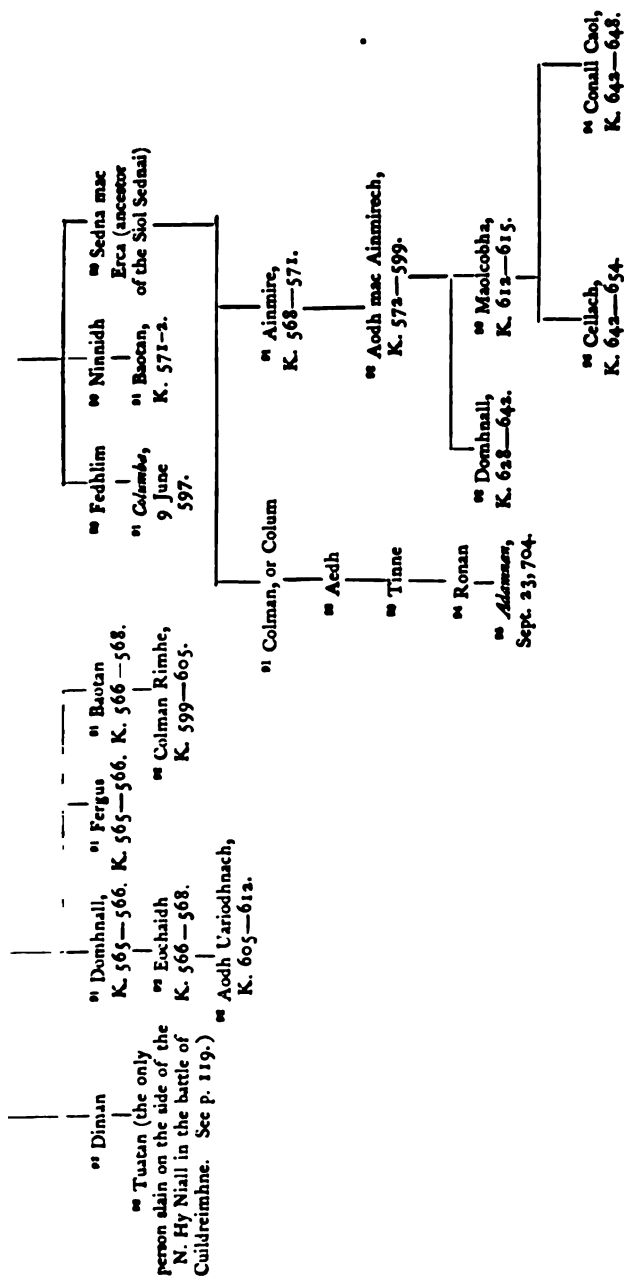 Diman
Tuatan (the only
person slain on the side of the
N. Hy Niall in the battle of
Cuildreimhne. See p. 119.)
Domhnall,
K. 565—566.
Fergus
K. 565—566.
Baotan
K. 566—568.
Eochaidh
K. 566—568.
Colman Rimhe,
K. 599—605.
Aodh Uariodhnach,
K. 605—612.
Fedhlim
Ninnidh
Sedna mac
Erca (ancestor
of the Siol Sednai)
Columba,
9 June
597.
Baotan,
K. 571-2.
Colman, or Colum
Ainmire,
K. 568—571.
Aedh
Aodh mac Ainmirech,
K. 572—599.
Tinne
Domhnall,
K. 628—642.
Maolcobha,
K. 612—615.
Ronan
Adamnan,
Sept. 23, 704.
Cellach,
K. 642—654.
Conall Caol,
K. 642—648.